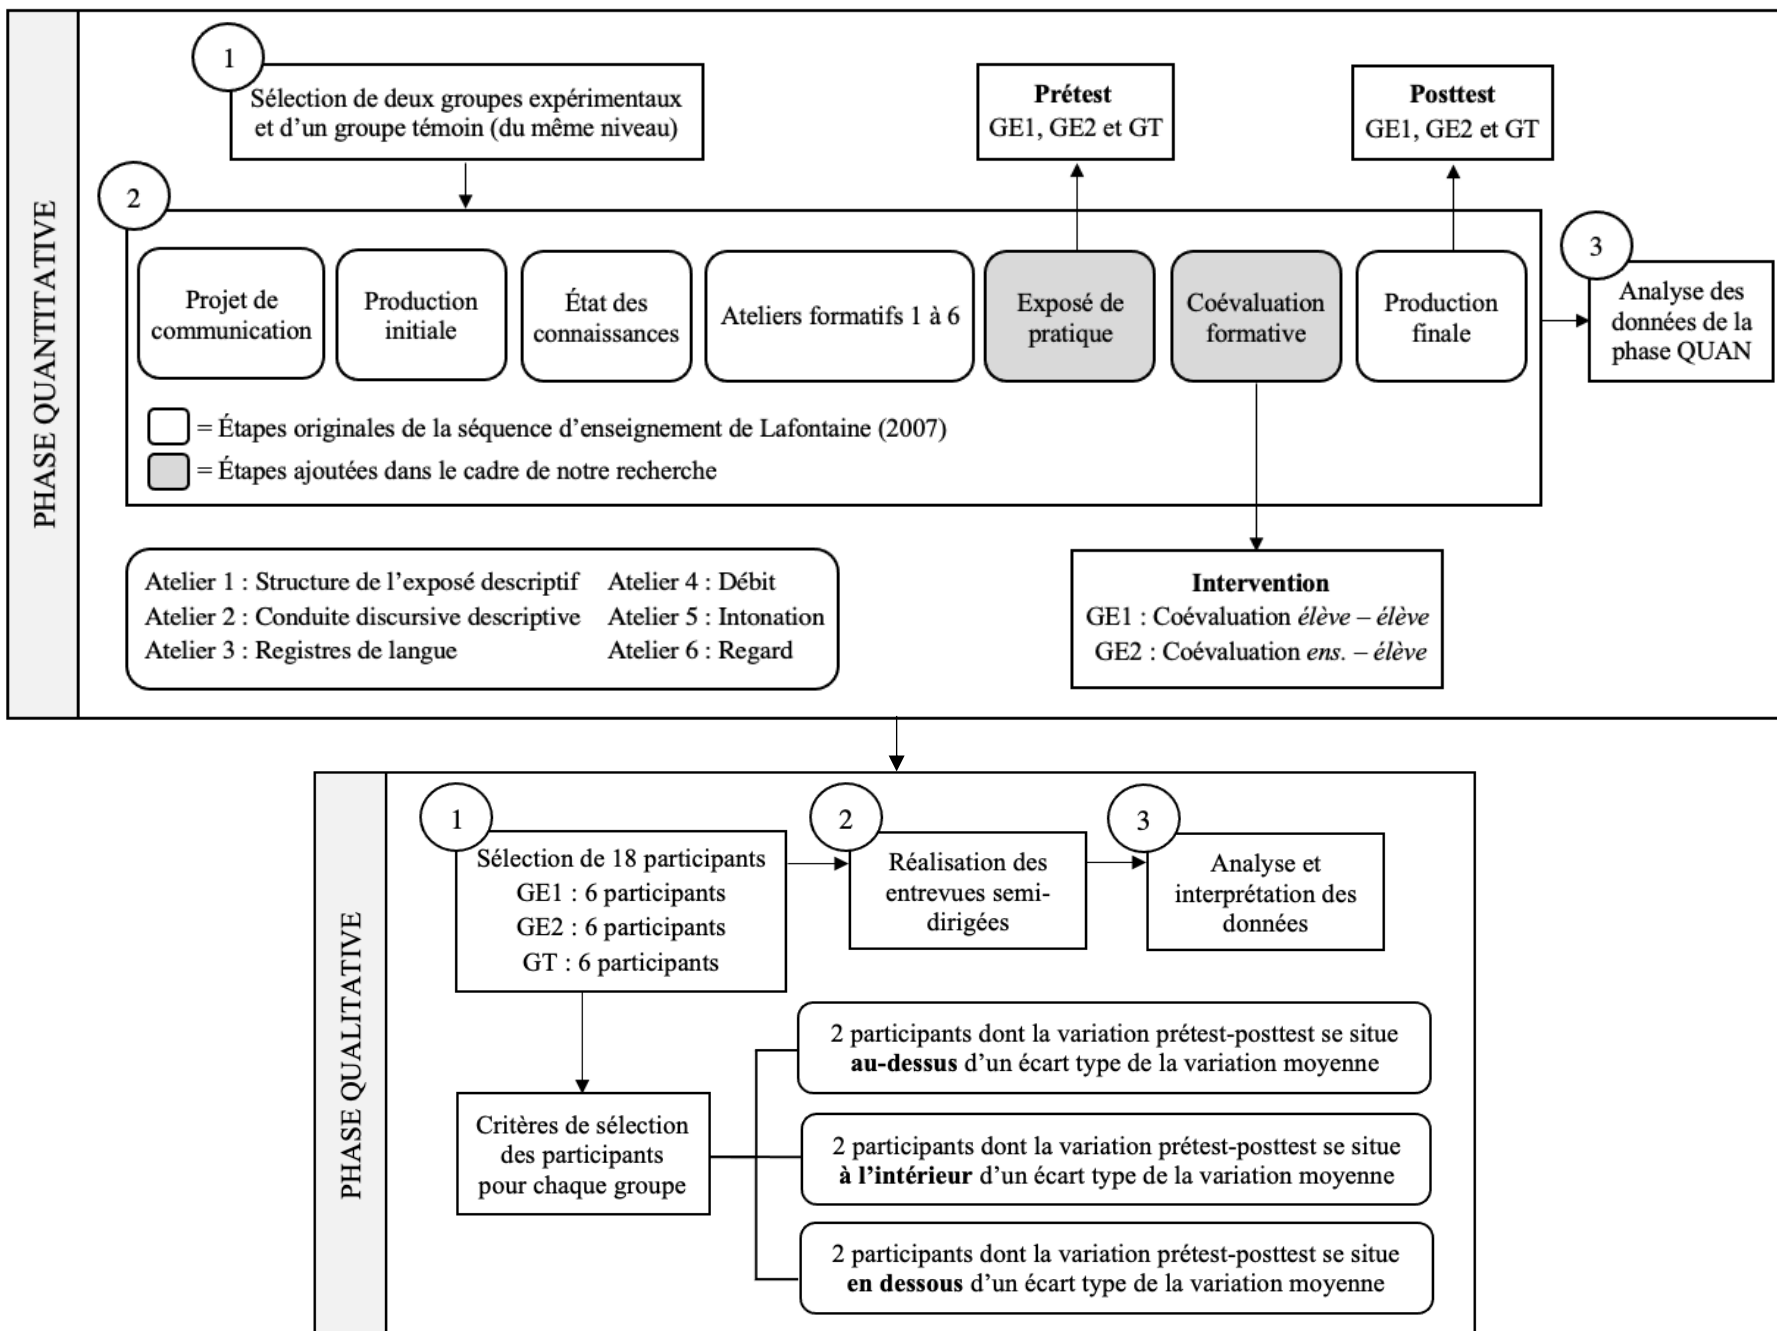 PHASE QUANTITATIVE
1
Sélection de deux groupes expérimentaux
et d’un groupe témoin (du même niveau)
Prétest
GE1, GE2 et GT
Posttest
GE1, GE2 et GT
2
Projet de
communication
Production
initiale
État des
connaissances
Ateliers formatifs 1 à 6
Exposé de
pratique
Coévaluation
formative
Production
finale
3
Analyse des
données de la
phase QUAN
= Étapes originales de la séquence d’enseignement de Lafontaine (2007)
= Étapes ajoutées dans le cadre de notre recherche
Atelier 1 : Structure de l’exposé descriptif
Atelier 2 : Conduite discursive descriptive
Atelier 3 : Registres de langue
Atelier 4 : Débit
Atelier 5 : Intonation
Atelier 6 : Regard
Intervention
GE1 : Coévaluation élève – élève
GE2 : Coévaluation ens. – élève
PHASE QUALITATIVE
1
Sélection de 18 participants
GE1 : 6 participants
GE2 : 6 participants
GT : 6 participants
2
Réalisation des
entrevues semi-
dirigées
3
Analyse et
interprétation des
données
Critères de sélection
des participants
pour chaque groupe
2 participants dont la variation prétest-posttest se situe
au-dessus d’un écart type de la variation moyenne
2 participants dont la variation prétest-posttest se situe
à l’intérieur d’un écart type de la variation moyenne
2 participants dont la variation prétest-posttest se situe
en dessous d’un écart type de la variation moyenne